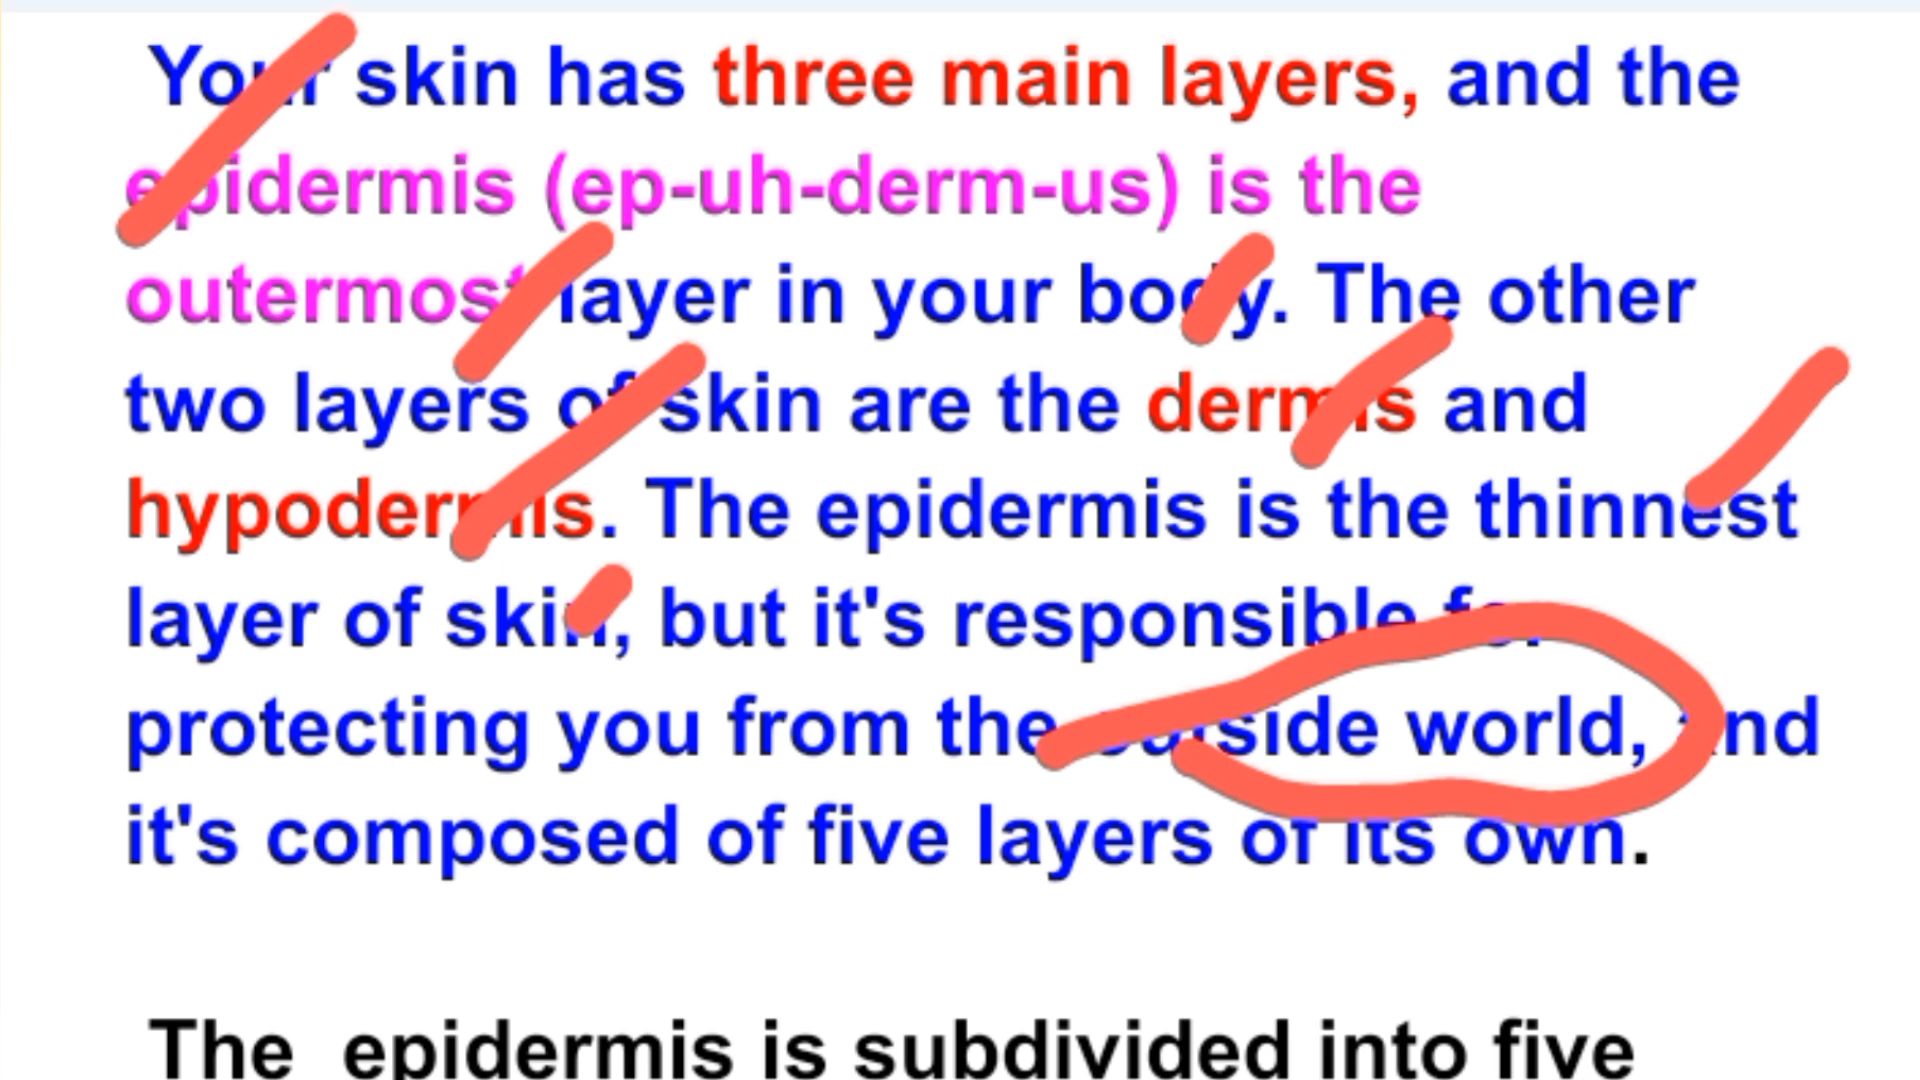 Your skin has three main layers, and the
epidermis (ep-uh-derm-us) is the
outermost layer in your body. The other
two layers of skin are the dermis and
hypodermis. The epidermis is the thinnest
layer of skin, but it's responsible for
protecting you from the outside world, and
it's composed of five layers of its own.
The epidermis is subdivided into five